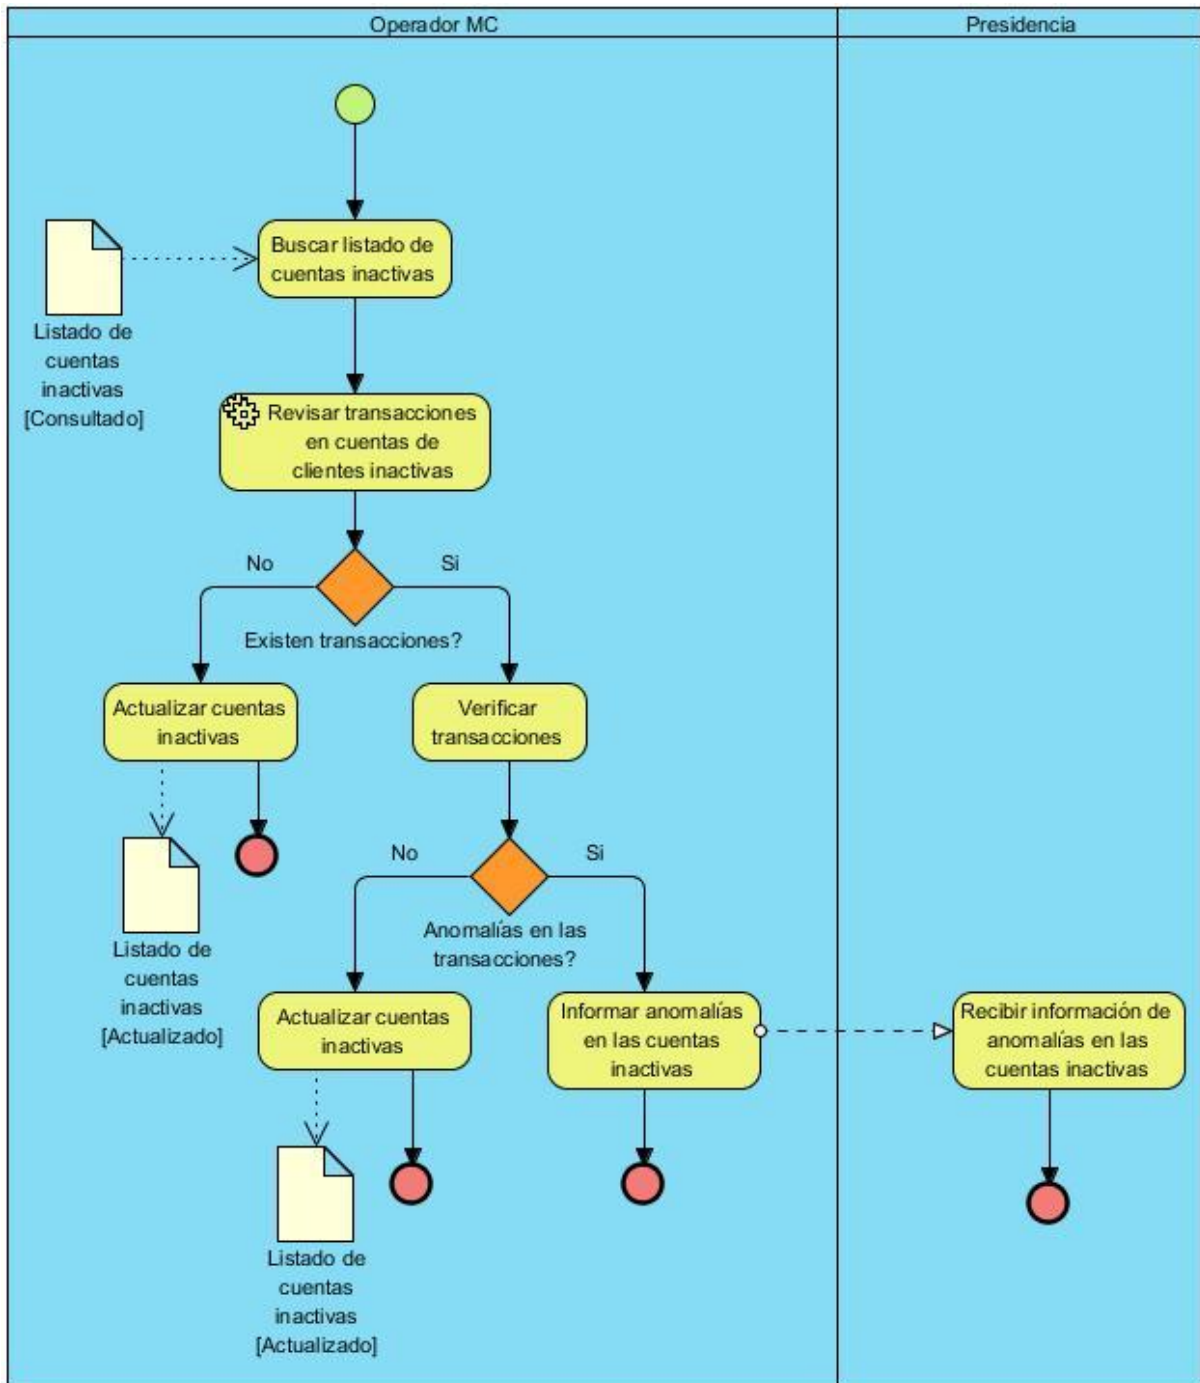 Operador MC
Presidencia
Buscar listado de
cuentas inactivas
Listado de
cuentas
inactivas
[Consultado]
Revisar transacciones
en cuentas de
clientes inactivas
No
Si
Existen transacciones?
Actualizar cuentas
inactivas
Verificar
transacciones
Listado de
cuentas
inactivas
[Actualizado]
No
Si
Anomalías en las
transacciones?
Actualizar cuentas
inactivas
Informar anomalías
en las cuentas
inactivas
Recibir información de
anomalías en las
cuentas inactivas
Listado de
cuentas
inactivas
[Actualizado]